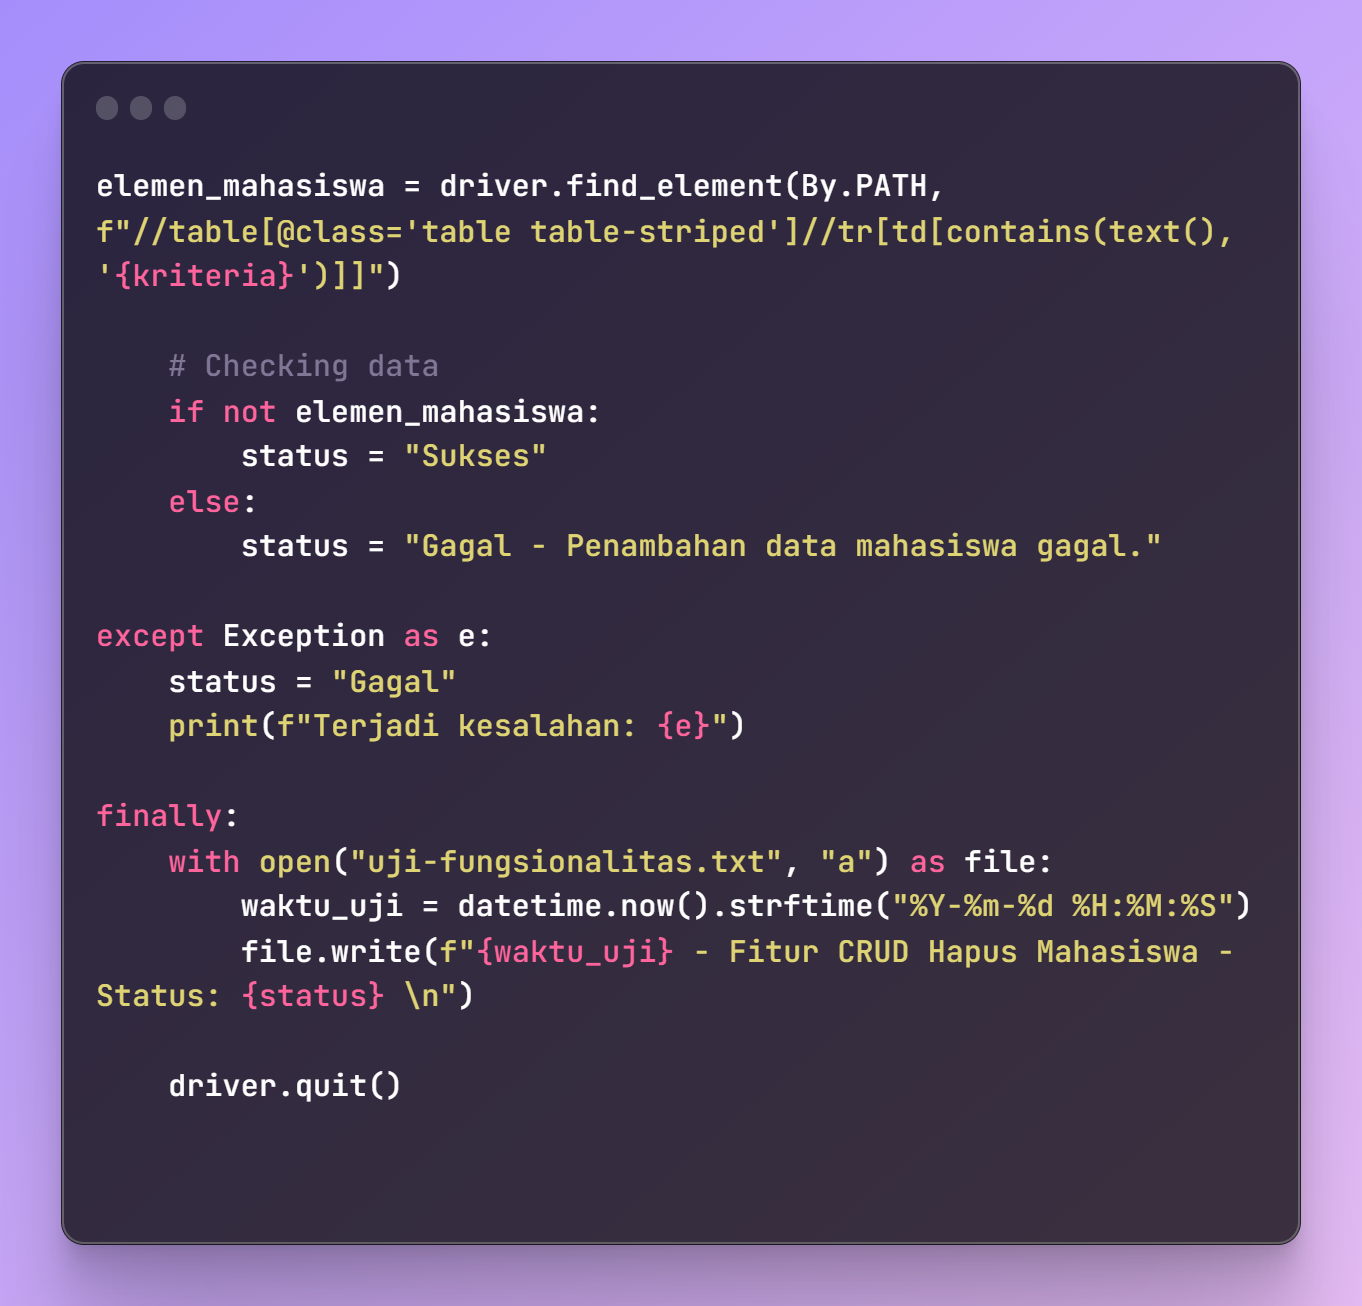 elemen_mahasiswa = driver.find_element(By.PATH,
f"//table[@class='table table-striped']//tr[td[contains(text(),
'{kriteria}')]]")
# Checking data
if not elemen_mahasiswa:
status = "Sukses"
else:
status = "Gagal - Penambahan data mahasiswa gagal."
except Exception as e:
status = "Gagal"
print(f"Terjadi kesalahan: {e}")
finally:
with open("uji-fungsionalitas.txt", "a") as file:
waktu_uji = datetime.now().strftime("%Y-%m-%d %H:%M:%S")
file.write(f"{waktu_uji} - Fitur CRUD Hapus Mahasiswa -
Status: {status} \n")
driver.quit()